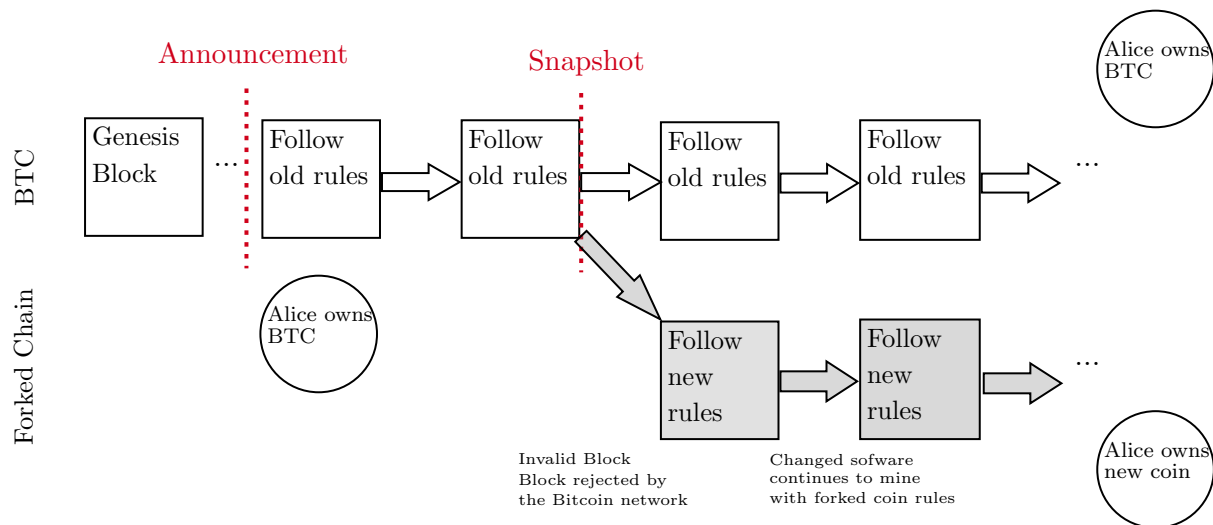 Announcement
Snapshot
Alice owns
BTC
BTC
Genesis
Block
...
Follow
old rules
Follow
old rules
Follow
old rules
Follow
old rules
...
Forked Chain
Alice owns
BTC
Follow
new
rules
Follow
new
rules
...
Invalid Block
Block rejected by
the Bitcoin network
Changed sofware
continues to mine
with forked coin rules
Alice owns
new coin